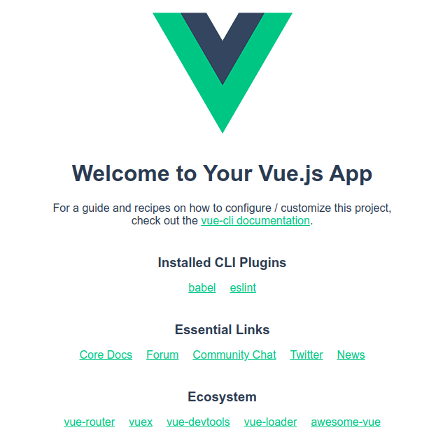 Welcome to Your Vue.js App
For a guide and recipes on how to configure / customize this project,
check out the vue-cli documentation.
Installed CLI Plugins
babel eslint
Essential Links
Core Docs Forum Community Chat Twitter News
Ecosystem
vue-router vuex vue-devtools vue-loader awesome-vue